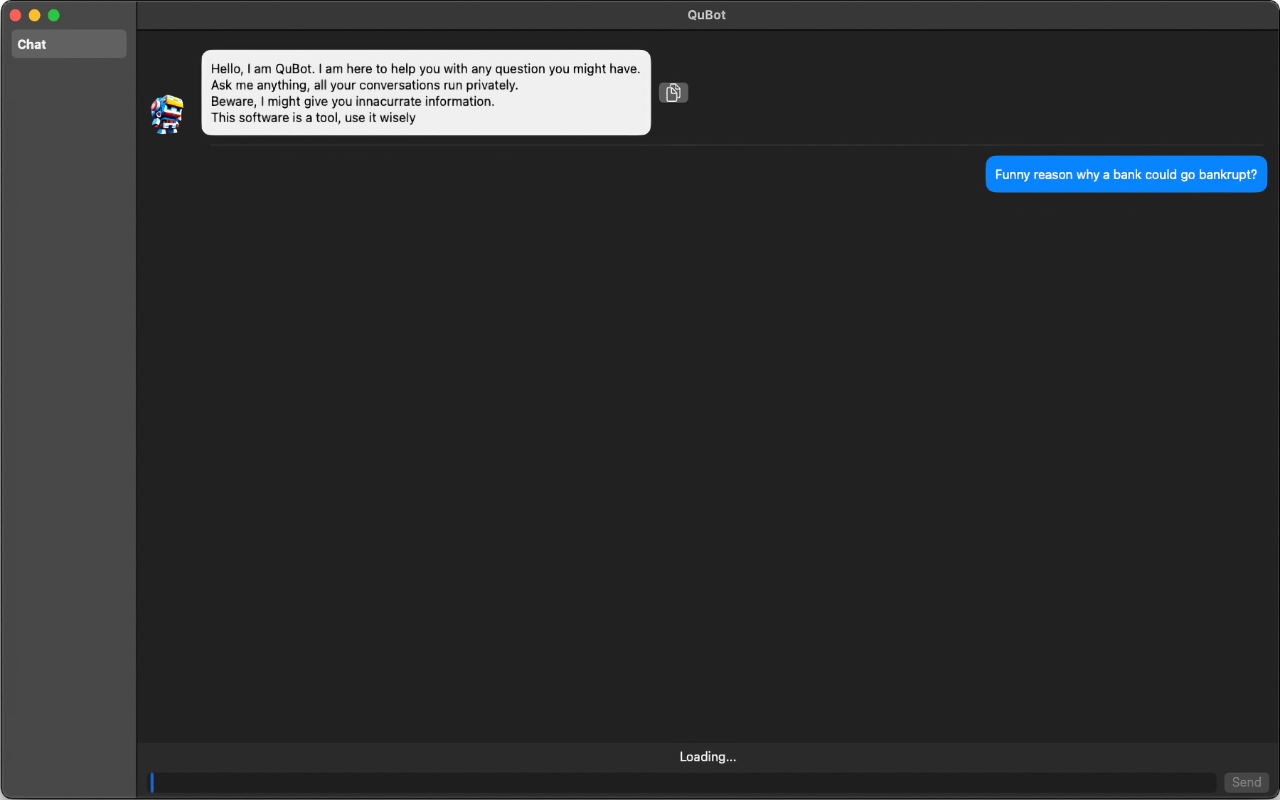 QuBot
Chat
Hello, I am QuBot. I am here to help you with any question you might have.
Ask me anything, all your conversations run privately.
Beware, I might give you innacurrate information.
This software is a tool, use it wisely
Funny reason why a bank could go bankrupt?
Loading...
Send